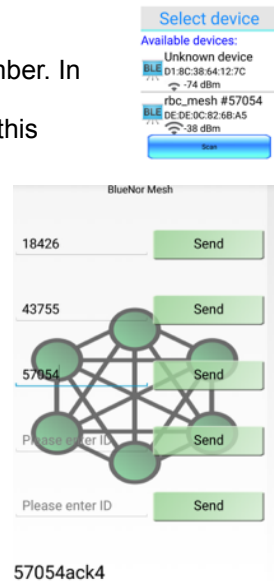 Select device
Available devices:
Unknown device
BLE D1:8C:38:64:12:7C
-74 dBm
rbc_mesh #57054
BLE DE:DE:0C:82:6B:A5
-38 dBm
Scan
nber. In
this
BlueNor Mesh
18426 Send
43755 Send
57054 Send
Please enter ID Send
Please enter ID Send
57054ack4